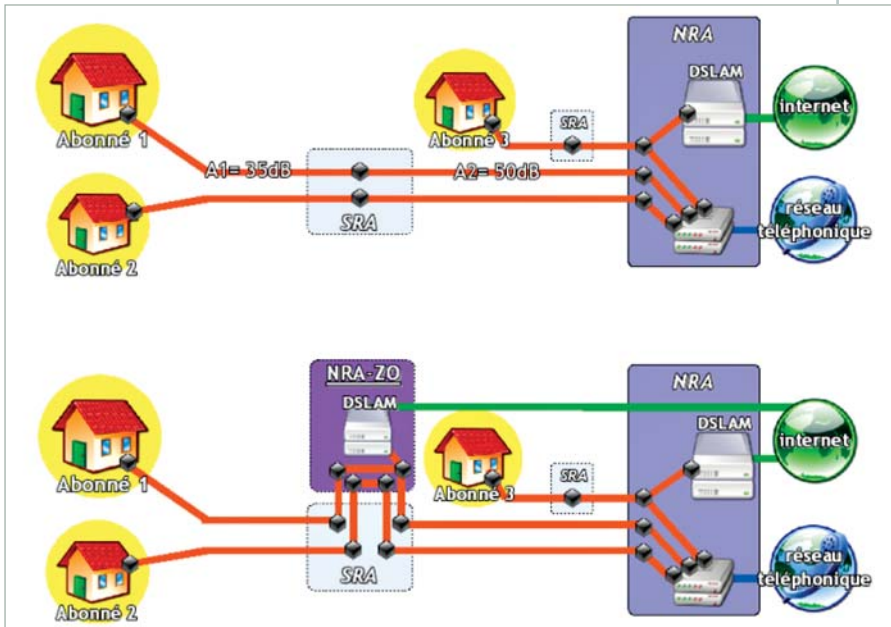 NRA
DSLAM
internet
Abonné 1
Abonné 3
SRA
A1= 35dB
A2= 50dB
SRA
réseau
téléphonique
Abonné 2
NRA-ZO
DSLAM
NRA
DSLAM
internet
Abonné 1
Abonné 3
SRA
SRA
réseau
téléphonique
Abonné 2